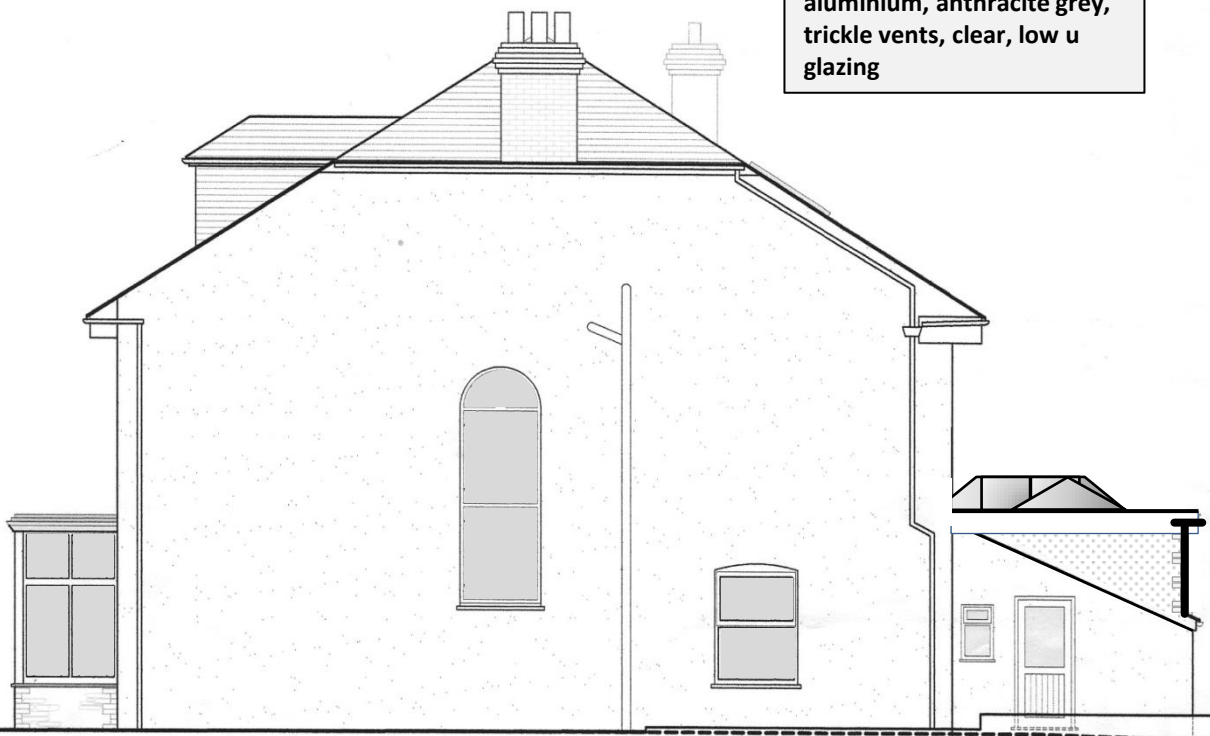 aluminium, anthracite grey,
trickle vents, clear, low u
glazing